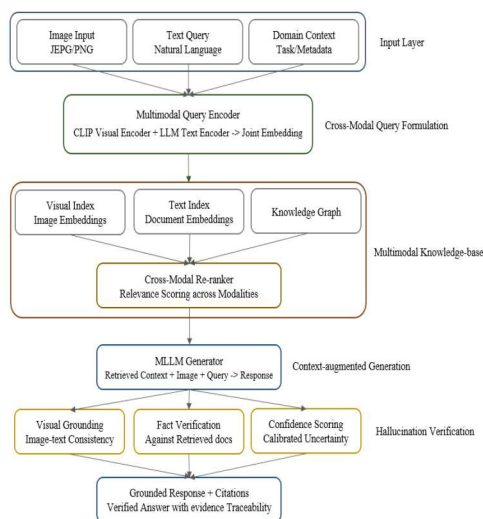 Image Input
JEPG/PNG
Text Query
Natural Language
Domain Context
Task/Metadata
Input Layer
Multimodal Query Encoder
CLIP Visual Encoder + LLM Text Encoder -> Joint Embedding
Cross-Modal Query Formulation
Visual Index
Image Embeddings
Text Index
Document Embeddings
Knowledge Graph
Multimodal Knowledge-base
Cross-Modal Re-ranker
Relevance Scoring across Modalities
MLLM Generator
Retrieved Context + Image + Query -> Response
Context-augmented Generation
Visual Grounding
Image-text Consistency
Fact Verification
Against Retrieved docs
Confidence Scoring
Calibrated Uncertainty
Hallucination Verification
Grounded Response + Citations
Verified Answer with evidence Traceability